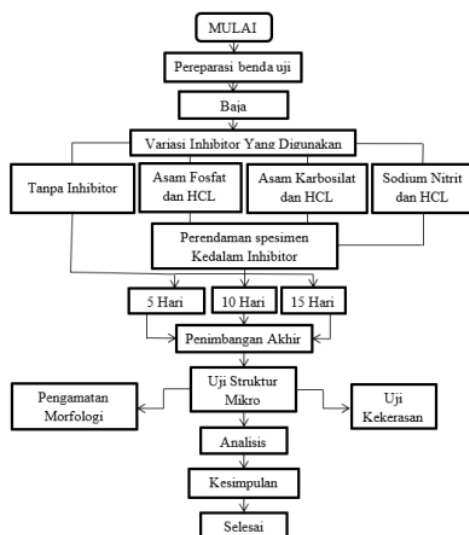 MULAI
Pereparasi benda uji
Baja
Variasi Inhibitor Yang Digunakan
Tanpa Inhibitor
Asam Fosfat
dan HCL
Asam Karbosilat
dan HCL
Sodium Nitrit
dan HCL
Perendaman spesimen
Kedalam Inhibitor
5 Hari
10 Hari
15 Hari
Penimbangan Akhir
Uji Struktur
Mikro
Pengamatan
Morfologi
Uji
Kekerasan
Analisis
Kesimpulan
Selesai